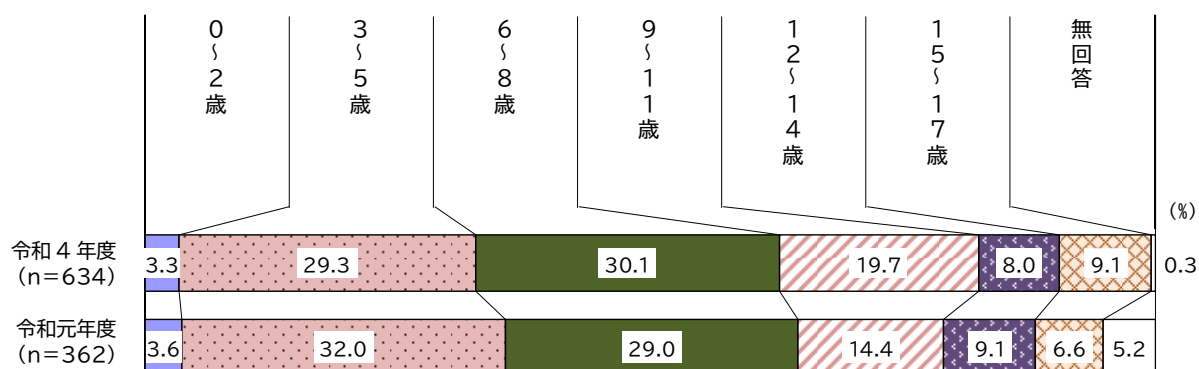 0～2歳
3～5歳
6～8歳
9～11歳
12～14歳
15～17歳
無回答
(%)
令和４年度
（n=634）
3.3
29.3
30.1
19.7
8.0
9.1
0.3
令和元年度
（n=362）
3.6
32.0
29.0
14.4
9.1
6.6
5.2